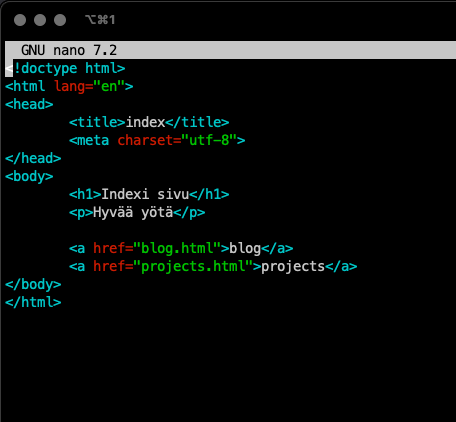 ⌥⌘1
GNU nano 7.2
<!doctype html>
<html lang="en">
<head>
<title>index</title>
<meta charset="utf-8">
</head>
<body>
<h1>Indexi sivu</h1>
<p>Hyvää yötä</p>
<a href="blog.html">blog</a>
<a href="projects.html">projects</a>
</body>
</html>